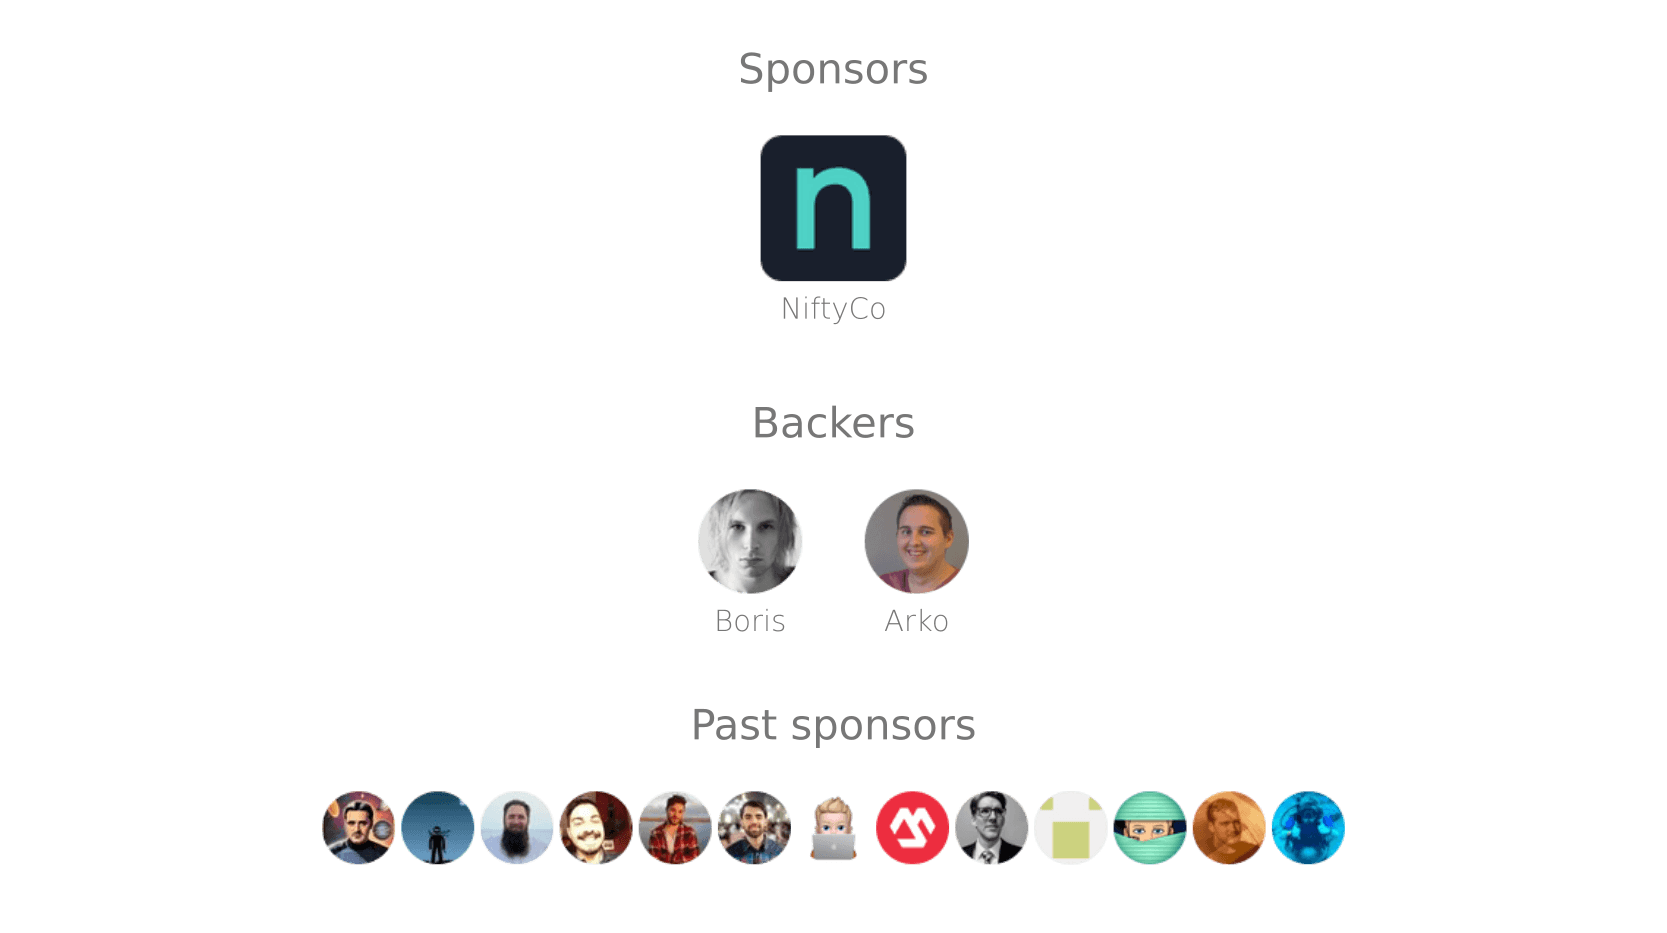 Sponsors
n
NiftyCo
Backers
Boris
Arko
Past sponsors